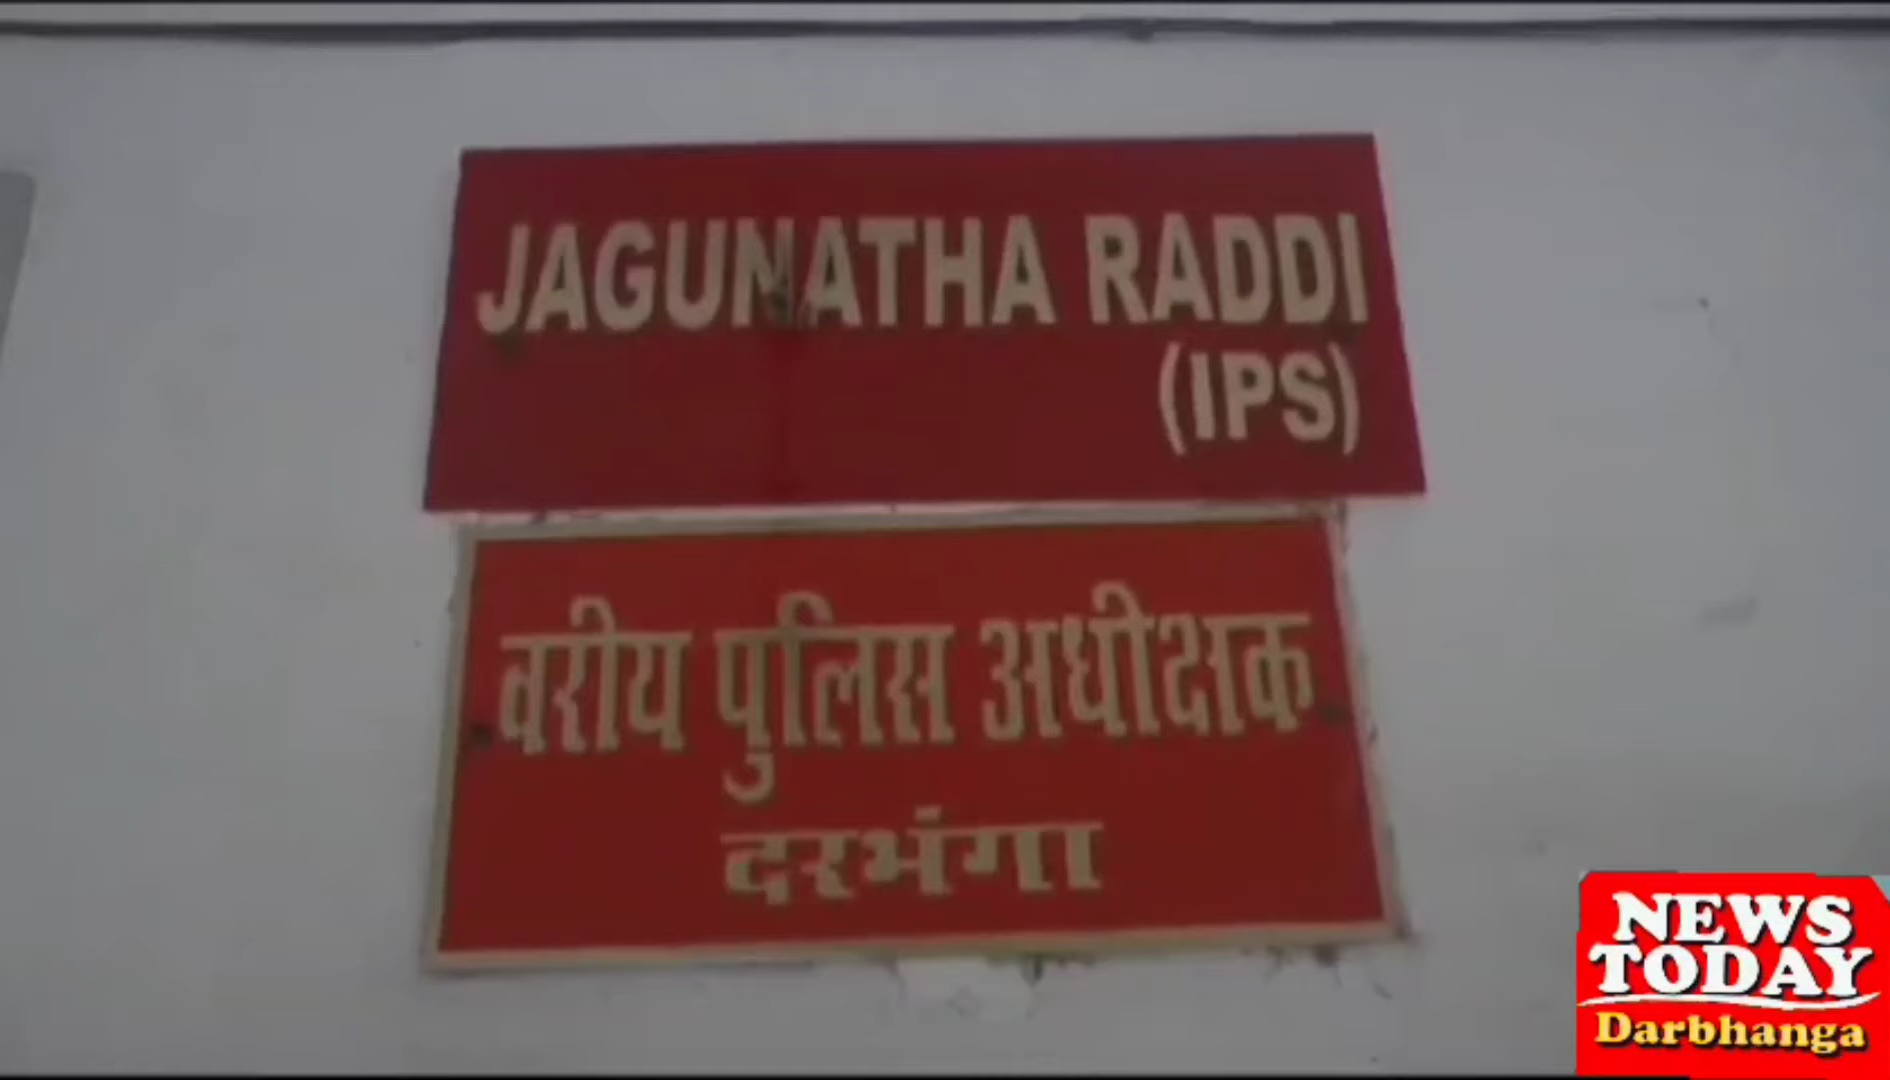 JAGUNATHA RADDI
(IPS)
वरीय पुलिस अधीक्षक
दरभंगा
NEWS
TODAY
Darbhanga